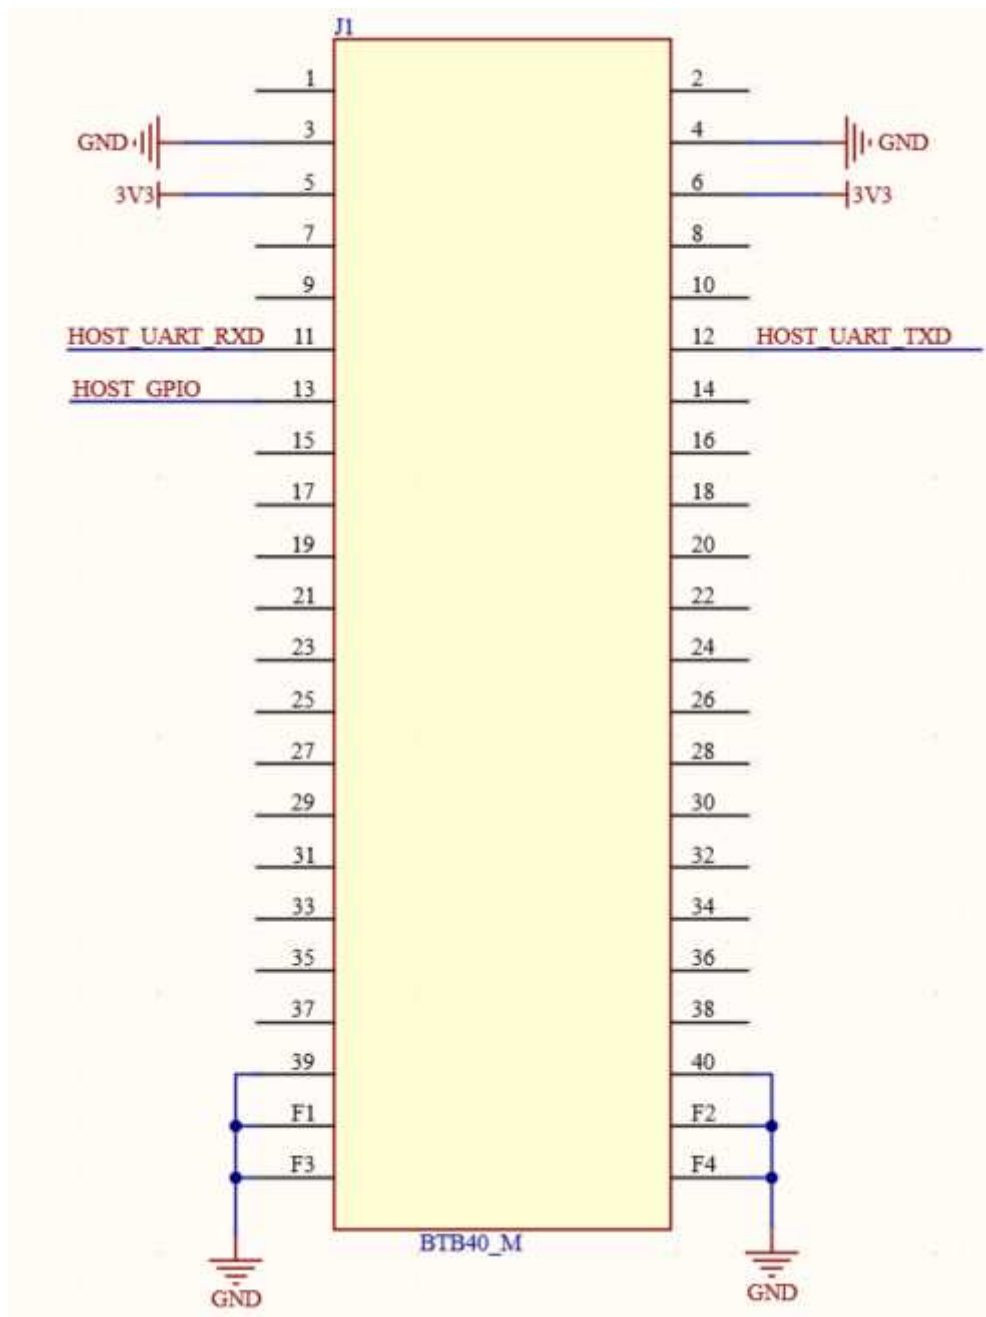 J1
1 2
GND 3 4 GND
3V3 5 6 3V3
7 8
9 10
HOST_UART_RXD 11 12 HOST_UART_TXD
HOST_GPIO 13 14
15 16
17 18
19 20
21 22
23 24
25 26
27 28
29 30
31 32
33 34
35 36
37 38
39 40
F1 F2
F3 F4
BTB40_M
GND GND